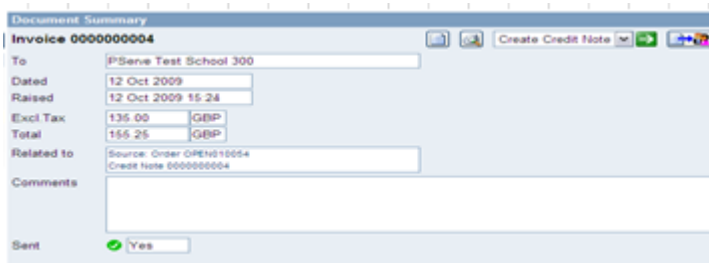 Document Summary
Invoice 0000000004
Create Credit Note
To PServe Test School 300
Dated 12 Oct 2009
Raised 12 Oct 2009 15:24
Excl.Tax 135.00 GBP
Total 155.25 GBP
Related to Source: Order OPEN010054
Credit Note 0000000004
Comments
Sent Yes